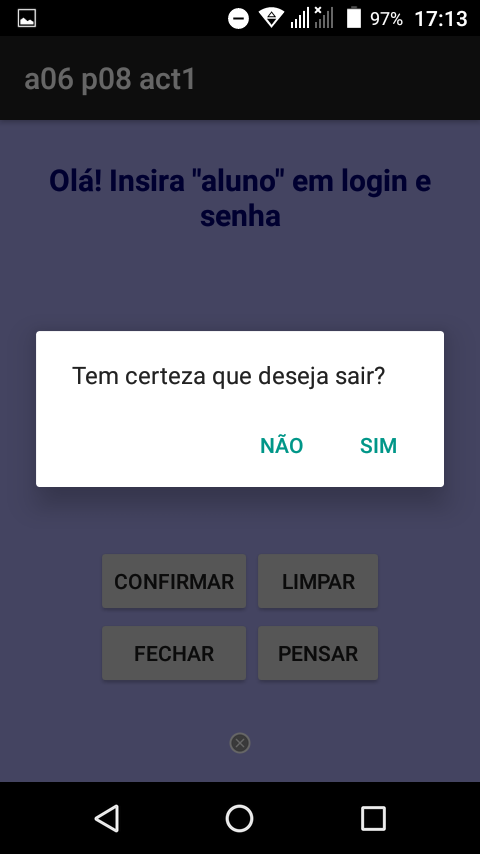 97% 17:13
a06 p08 act1
Olá! Insira "aluno" em login e
senha
Tem certeza que deseja sair?
NÃO SIM
CONFIRMAR LIMPAR
FECHAR PENSAR